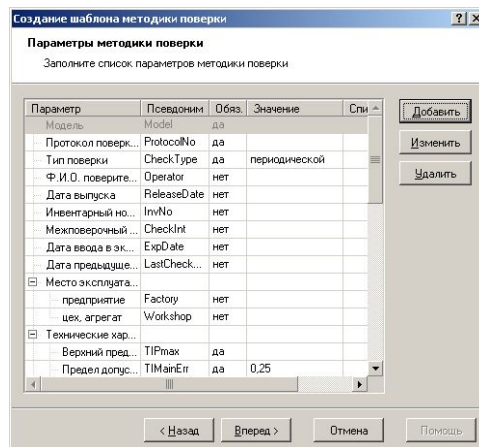 Создание шаблона методики поверки
Параметры методики поверки
Заполните список параметров методики поверки
Параметр Псевдоним Обяз. Значение Спи
Модель Model да
Протокол поверк... ProtocolNo да
Тип поверки CheckType да периодической
Ф.И.О. поверите... Operator нет
Дата выпуска ReleaseDate нет
Инвентарный но... InvNo нет
Межповерочный ... CheckInt нет
Дата ввода в эк... ExpDate нет
Дата предыдуще... LastCheck... нет
Место эксплуата...
предприятие Factory нет
цех, агрегат Workshop нет
Технические хар...
Верхний пред... TIPmax да
Предел допус... TIMainErr да 0,25
Добавить
Изменить
Удалить
< Назад Вперед > Отмена Помощь